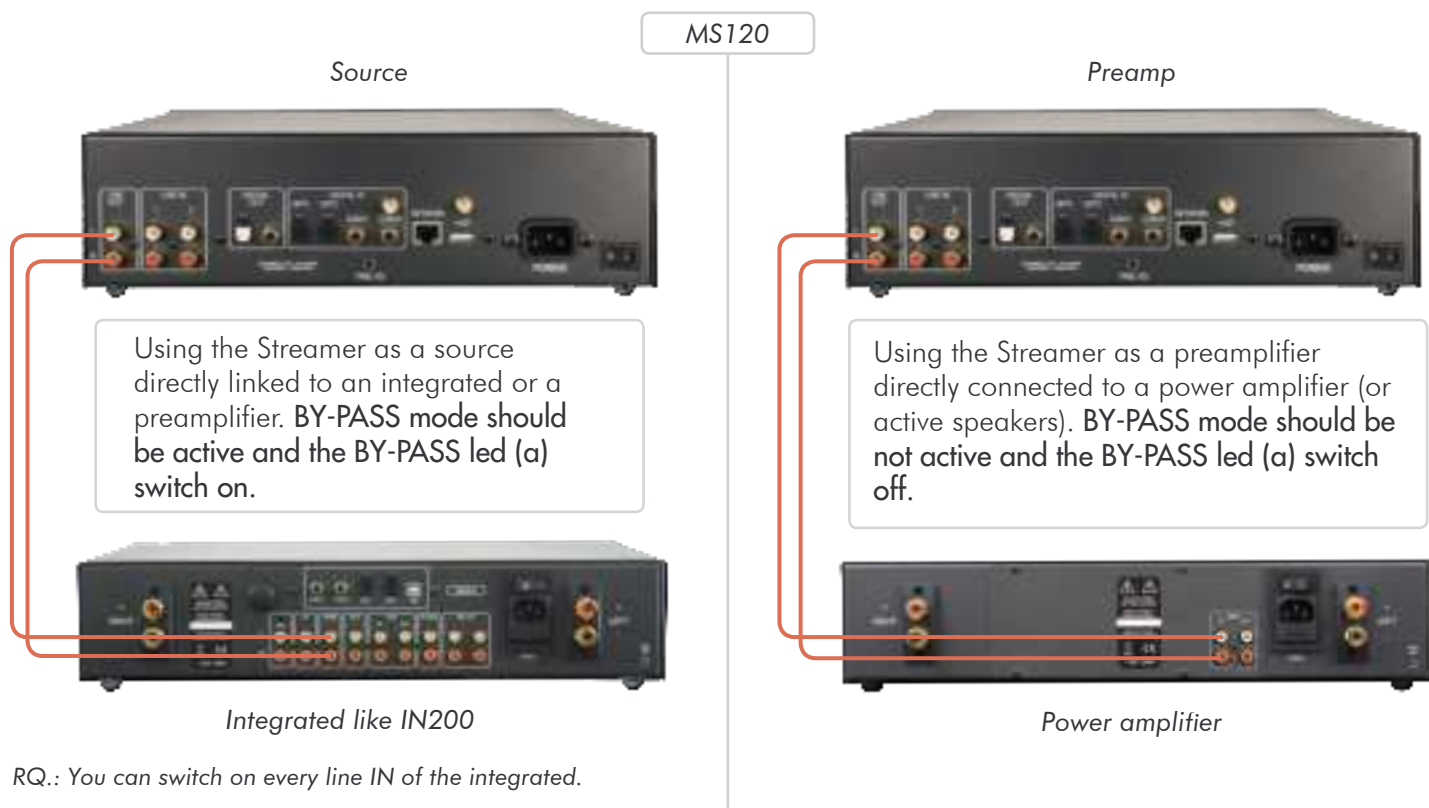 MS120
Source
Using the Streamer as a source
directly linked to an integrated or a
preamplifier. BY-PASS mode should
be active and the BY-PASS led (a)
switch on.
Integrated like IN200
RQ.: You can switch on every line IN of the integrated.
Preamp
Using the Streamer as a preamplifier
directly connected to a power amplifier (or
active speakers). BY-PASS mode should be
not active and the BY-PASS led (a) switch
off.
Power amplifier